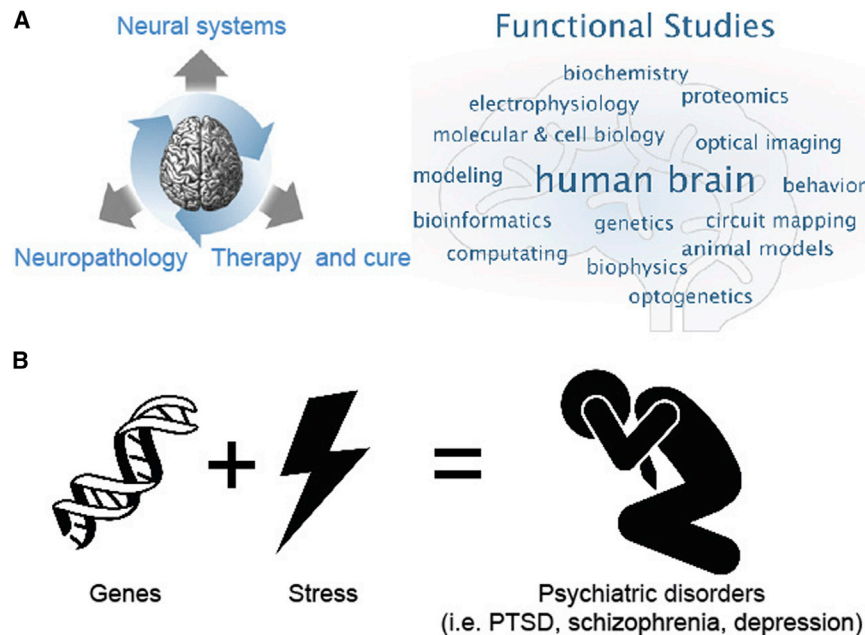 A
Neural systems
Neuropathology
Therapy and cure
Functional Studies
biochemistry
electrophysiology
proteomics
molecular & cell biology
optical imaging
modeling
human brain
behavior
bioinformatics
genetics
circuit mapping
computating
animal models
biophysics
optogenetics
B
+
=
Genes
Stress
Psychiatric disorders
(i.e. PTSD, schizophrenia, depression)